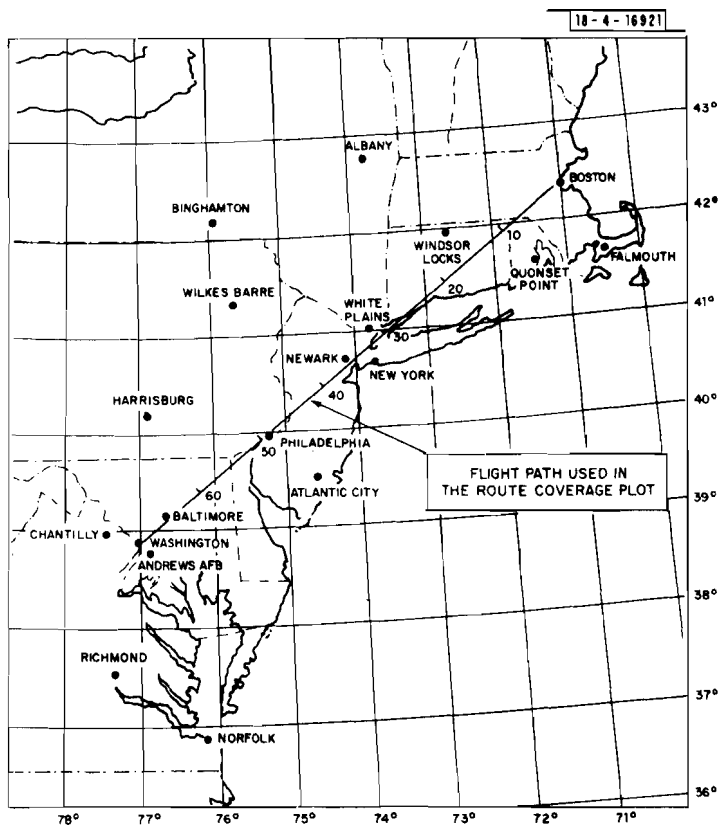 18-4-16921
43°
ALBANY
BOSTON
42°
BINGHAMTON
10
WINDSOR
LOCKS
FALMOUTH
QUONSET
POINT
20
WILKES BARRE
41°
WHITE
PLAINS
30
NEWARK
NEW YORK
40
HARRISBURG
40°
PHILADELPHIA
50
FLIGHT PATH USED IN
THE ROUTE COVERAGE PLOT
ATLANTIC CITY
60
39°
BALTIMORE
CHANTILLY
WASHINGTON
ANDREWS AFB
38°
RICHMOND
37°
NORFOLK
36°
78°
77°
76°
75°
74°
73°
72°
71°